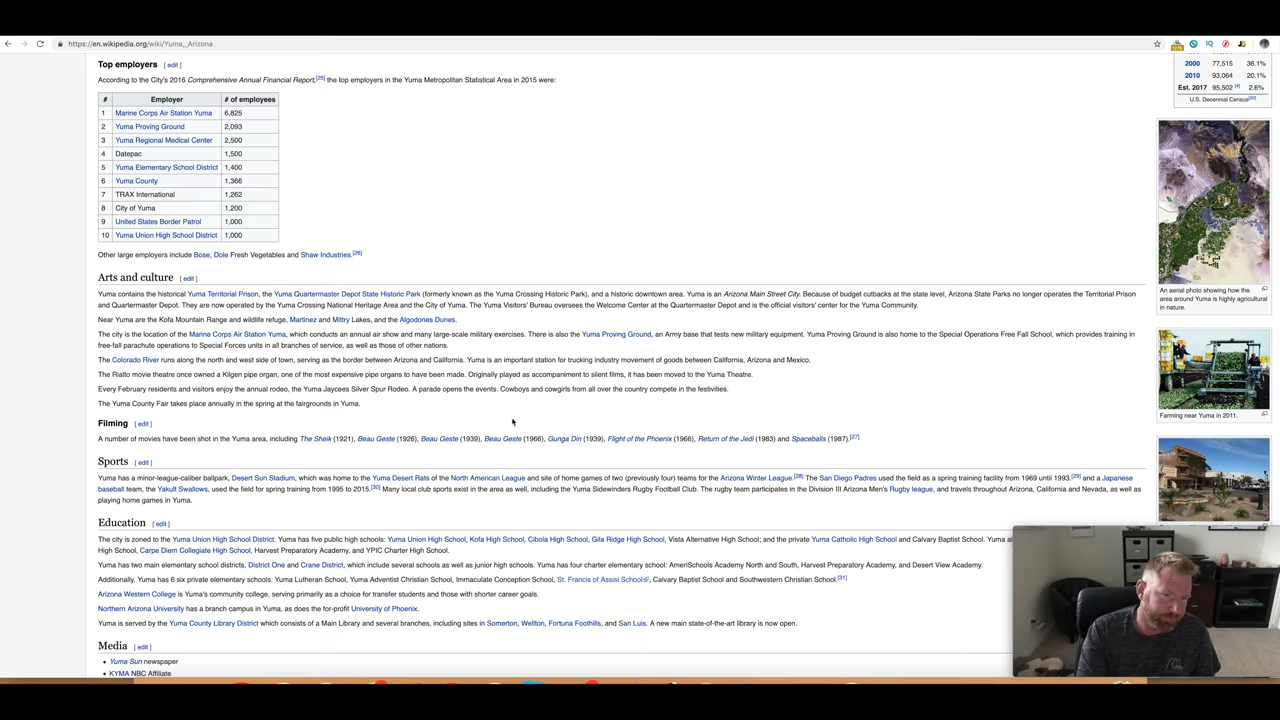 https://en.wikipedia.org/wiki/Yuma,_Arizona
Top employers [ edit ]
According to the City's 2016 Comprehensive Annual Financial Report,[25] the top employers in the Yuma Metropolitan Statistical Area in 2015 were:
# Employer # of employees
1 Marine Corps Air Station Yuma 6,825
2 Yuma Proving Ground 2,093
3 Yuma Regional Medical Center 2,500
4 Datepac 1,500
5 Yuma Elementary School District 1,400
6 Yuma County 1,366
7 TRAX International 1,262
8 City of Yuma 1,200
9 United States Border Patrol 1,000
10 Yuma Union High School District 1,000
Other large employers include Bose, Dole Fresh Vegetables and Shaw Industries.[26]
Arts and culture [ edit ]
Yuma contains the historical Yuma Territorial Prison, the Yuma Quartermaster Depot State Historic Park (formerly known as the Yuma Crossing Historic Park), and a historic downtown area. Yuma is an Arizona Main Street City. Because of budget cutbacks at the state level, Arizona State Parks no longer operates the Territorial Prison
and Quartermaster Depot. They are now operated by the Yuma Crossing National Heritage Area and the City of Yuma. The Yuma Visitors' Bureau oversees the Welcome Center at the Quartermaster Depot and is the official visitors' center for the Yuma Community.
Near Yuma are the Kofa Mountain Range and wildlife refuge, Martinez and Mittry Lakes, and the Algodones Dunes.
The city is the location of the Marine Corps Air Station Yuma, which conducts an annual air show and many large-scale military exercises. There is also the Yuma Proving Ground, an Army base that tests new military equipment. Yuma Proving Ground is also home to the Special Operations Free Fall School, which provides training in
free-fall parachute operations to Special Forces units in all branches of service, as well as those of other nations.
The Colorado River runs along the north and west side of town, serving as the border between Arizona and California. Yuma is an important station for trucking industry movement of goods between California, Arizona and Mexico.
The Rialto movie theatre once owned a Kilgen pipe organ, one of the most expensive pipe organs to have been made. Originally played as accompaniment to silent films, it has been moved to the Yuma Theatre.
Every February residents and visitors enjoy the annual rodeo, the Yuma Jaycees Silver Spur Rodeo. A parade opens the events. Cowboys and cowgirls from all over the country compete in the festivities.
The Yuma County Fair takes place annually in the spring at the fairgrounds in Yuma.
Filming [ edit ]
A number of movies have been shot in the Yuma area, including The Sheik (1921), Beau Geste (1926), Beau Geste (1939), Beau Geste (1966), Gunga Din (1939), Flight of the Phoenix (1966), Return of the Jedi (1983) and Spaceballs (1987).[27]
Sports [ edit ]
Yuma has a minor-league-caliber ballpark, Desert Sun Stadium, which was home to the Yuma Desert Rats of the North American League and site of home games of two (previously four) teams for the Arizona Winter League.[28] The San Diego Padres used the field as a spring training facility from 1969 until 1993,[29] and a Japanese
baseball team, the Yakult Swallows, used the field for spring training from 1995 to 2015.[30] Many local club sports exist in the area as well, including the Yuma Sidewinders Rugby Football Club. The rugby team participates in the Division III Arizona Men's Rugby league, and travels throughout Arizona, California and Nevada, as well as
playing home games in Yuma.
Education [ edit ]
The city is zoned to the Yuma Union High School District. Yuma has five public high schools: Yuma Union High School, Kofa High School, Cibola High School, Gila Ridge High School, Vista Alternative High School; and the private Yuma Catholic High School and Calvary Baptist School. Yuma al
High School, Carpe Diem Collegiate High School, Harvest Preparatory Academy, and YPIC Charter High School.
Yuma has two main elementary school districts, District One and Crane District, which include several schools as well as junior high schools. Yuma has four charter elementary school: AmeriSchools Academy North and South, Harvest Preparatory Academy, and Desert View Academy.
Additionally, Yuma has 6 six private elementary schools: Yuma Lutheran School, Yuma Adventist Christian School, Immaculate Conception School, St. Francis of Assisi School, Calvary Baptist School and Southwestern Christian School.[31]
Arizona Western College is Yuma's community college, serving primarily as a choice for transfer students and those with shorter career goals.
Northern Arizona University has a branch campus in Yuma, as does the for-profit University of Phoenix.
Yuma is served by the Yuma County Library District which consists of a Main Library and several branches, including sites in Somerton, Wellton, Fortuna Foothills, and San Luis. A new main state-of-the-art library is now open.
Media [ edit ]
• Yuma Sun newspaper
• KYMA NBC Affiliate
2000 77,515 36.1%
2010 93,064 20.1%
Est. 2017 95,502 [4] 2.6%
U.S. Decennial Census[20]
An aerial photo showing how the
area around Yuma is highly agricultural
in nature.
Farming near Yuma in 2011.